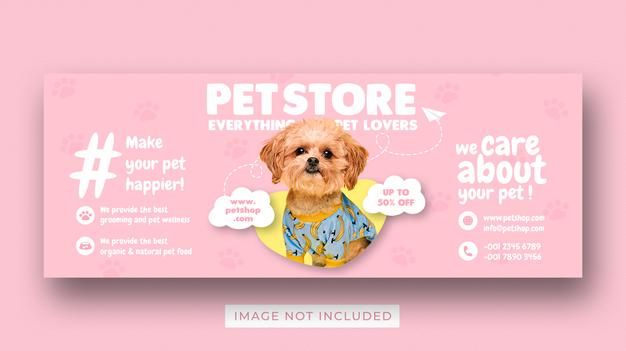 PET STORE
EVERYTHING PET LOVERS
#
Make
your pet
happier!
We provide the best
grooming and pet wellness
We provide the best
organic & natural pet food
www.
petshop
.com
UP TO
50% OFF
we care
about
your pet !
www.petshop.com
info@petshop.com
+001 2345 6789
+001 7890 3456
IMAGE NOT INCLUDED